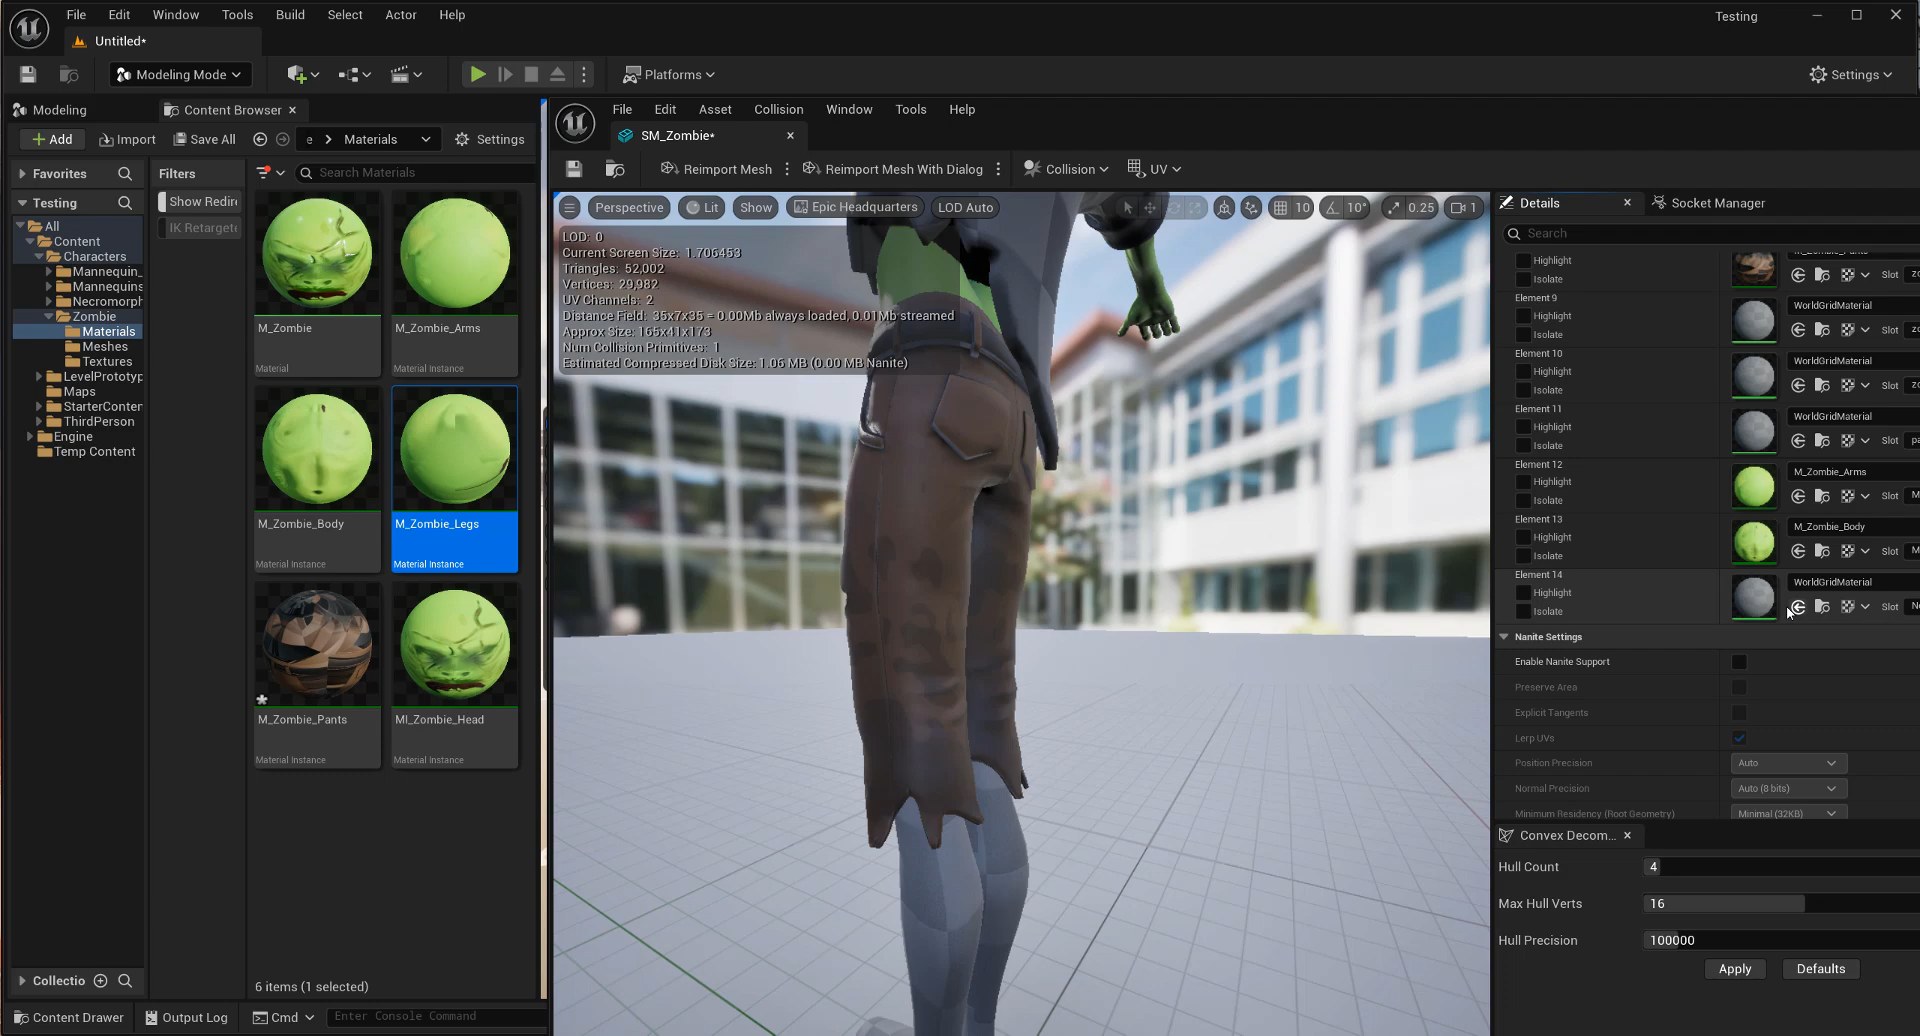 File Edit Window Tools Build Select Actor Help
Testing
Untitled*
Modeling Mode
Platforms
Settings
Modeling
Content Browser
Add
Import
Save All
e
Materials
Settings
Favorites
Filters
Search Materials
Testing
Show Redire
IK Retargete
All
Content
Characters
Mannequin_
Mannequins
Necromorph
Zombie
Materials
Meshes
Textures
LevelPrototyp
Maps
StarterConten
ThirdPerson
Engine
Temp Content
M_Zombie
Material
M_Zombie_Arms
Material Instance
M_Zombie_Body
Material Instance
M_Zombie_Legs
Material Instance
M_Zombie_Pants
Material Instance
MI_Zombie_Head
Material Instance
6 items (1 selected)
Collectio
Content Drawer
Output Log
Cmd
Enter Console Command
File Edit Asset Collision Window Tools Help
SM_Zombie*
Reimport Mesh
Reimport Mesh With Dialog
Collision
UV
Perspective
Lit
Show
Epic Headquarters
LOD Auto
10
10°
0.25
1
LOD: 0
Current Screen Size: 1.706453
Triangles: 52,002
Vertices: 29,982
UV Channels: 2
Distance Field: 35x7x35 = 0.00Mb always loaded, 0.01Mb streamed
Approx Size: 165x41x173
Num Collision Primitives: 1
Estimated Compressed Disk Size: 1.06 MB (0.00 MB Nanite)
Details
Socket Manager
Search
M_Zombie_Pants
Highlight
Isolate
Slot
Element 9
WorldGridMaterial
Highlight
Isolate
Slot
Element 10
WorldGridMaterial
Highlight
Isolate
Slot
Element 11
WorldGridMaterial
Highlight
Isolate
Slot
pa
Element 12
M_Zombie_Arms
Highlight
Isolate
Slot
M
Element 13
M_Zombie_Body
Highlight
Isolate
Slot
M
Element 14
WorldGridMaterial
Highlight
Isolate
Slot
Nanite Settings
Enable Nanite Support
Preserve Area
Explicit Tangents
Lerp UVs
Position Precision
Auto
Normal Precision
Auto (8 bits)
Minimum Residency (Root Geometry)
Minimal (32KB)
Convex Decom...
Hull Count
4
Max Hull Verts
16
Hull Precision
100000
Apply
Defaults